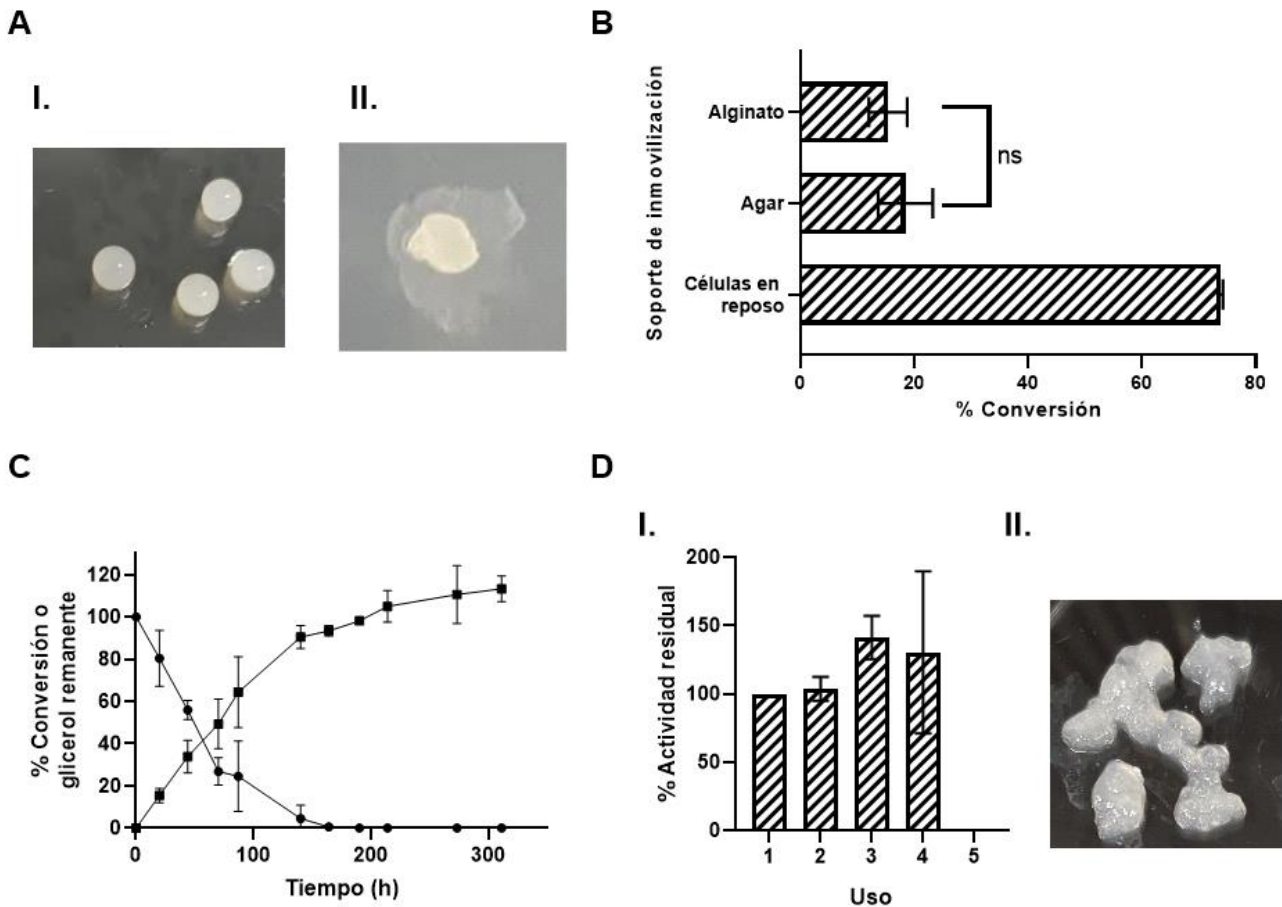 A
I.
II.
B
Soporte de inmovilización
Alginato
Agar
Células en
reposo
ns
0
20
40
60
80
% Conversión
C
% Conversión o
glicerol remanente
120
100
80
60
40
20
0
0
100
200
300
Tiempo (h)
D
I.
II.
% Actividad residual
200
150
100
50
0
1
2
3
4
5
Uso